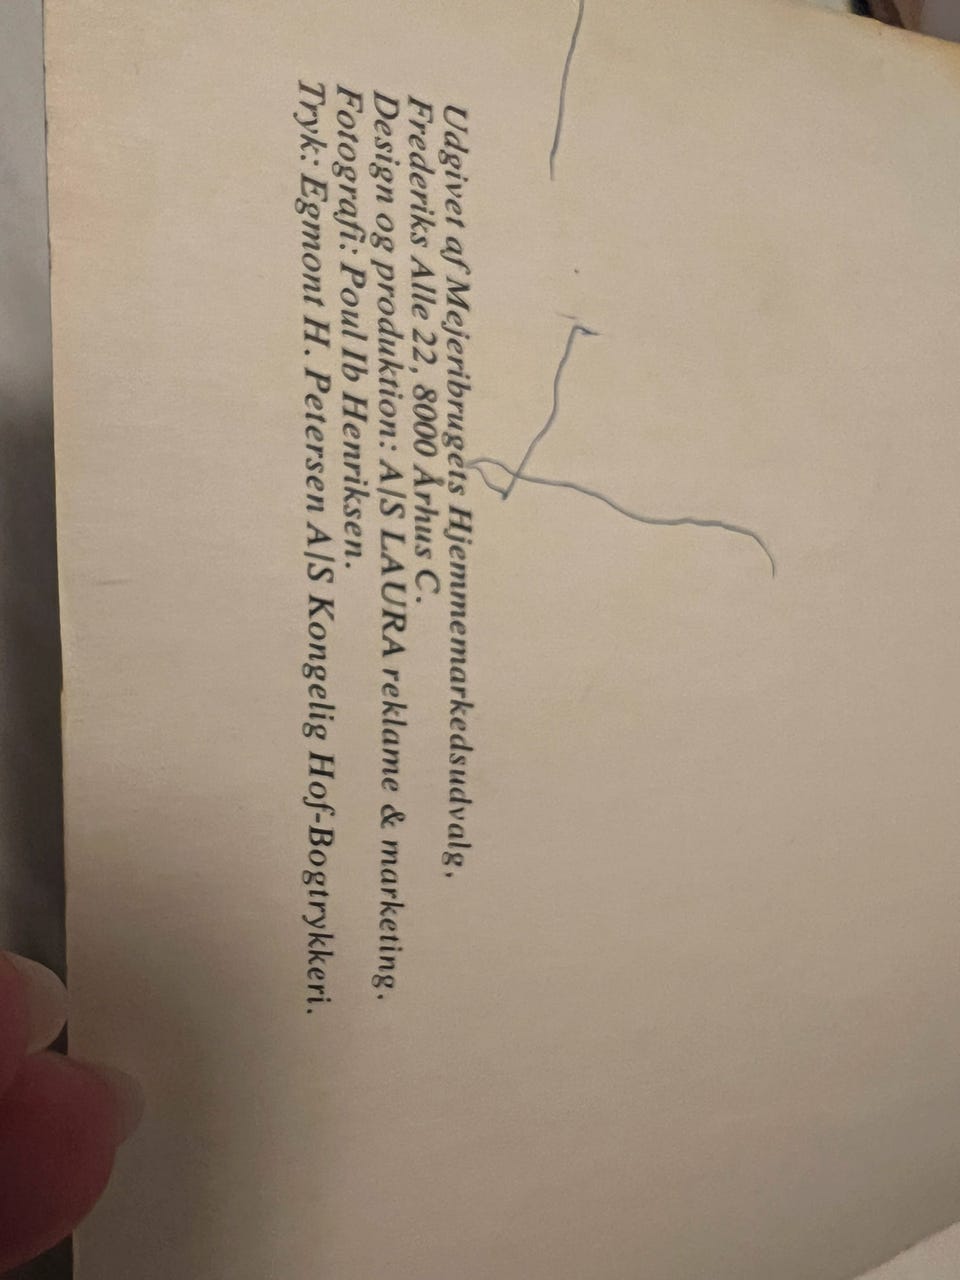 Udgivet af Mejeribrugets Hjemmemarkedsudvalg,
Frederiks Alle 22, 8000 Århus C.
Design og produktion: A/S LAURA reklame & marketing.
Fotografi: Poul Ib Henriksen.
Tryk: Egmont H. Petersen A/S Kongelig Hof-Bogtrykkeri.